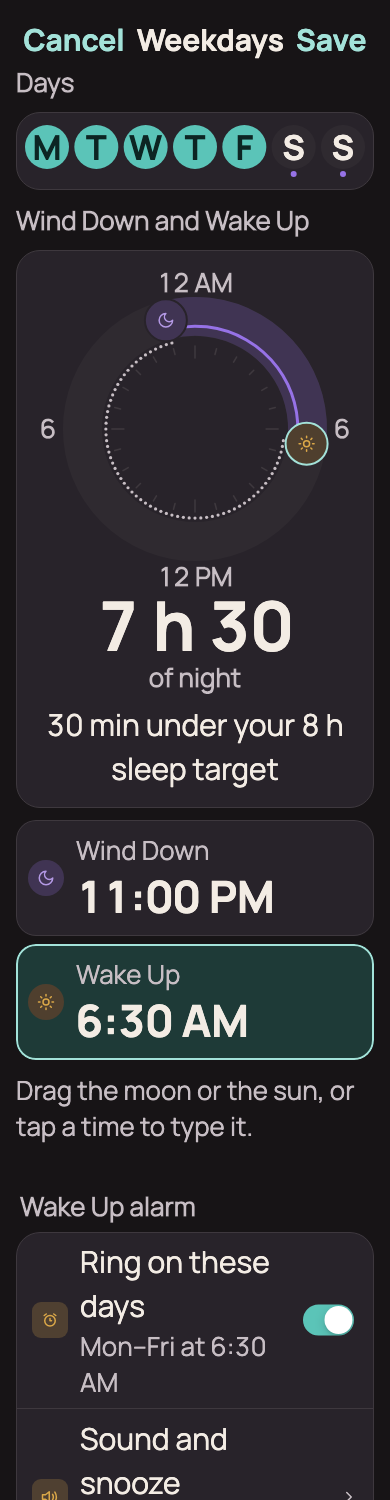 Cancel Weekdays Save
Days
M T W T F S S
Wind Down and Wake Up
12 AM
6 6
12 PM
7 h 30
of night
30 min under your 8 h
sleep target
Wind Down
11:00 PM
Wake Up
6:30 AM
Drag the moon or the sun, or
tap a time to type it.
Wake Up alarm
Ring on these
days
Mon–Fri at 6:30
AM
Sound and
snooze